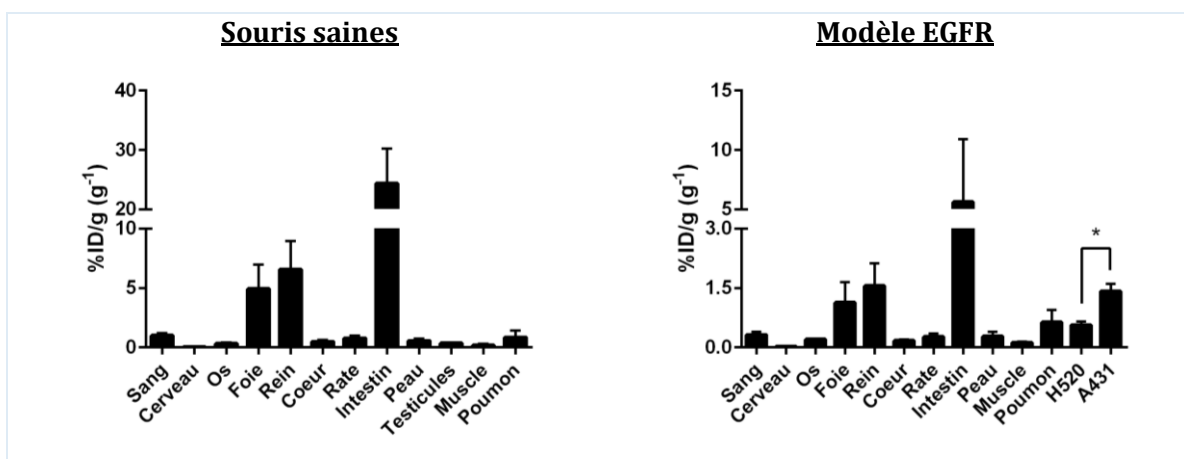 Souris saines
%ID/g (g⁻¹)
40
30
20
10
5
0
Sang
Cerveau
Os
Foie
Rein
Coeur
Rate
Intestin
Peau
Testicules
Muscle
Poumon
Modèle EGFR
%ID/g (g⁻¹)
15
10
5
3.0
1.5
0.0
*
Sang
Cerveau
Os
Foie
Rein
Coeur
Rate
Intestin
Peau
Muscle
Poumon
H520
A431